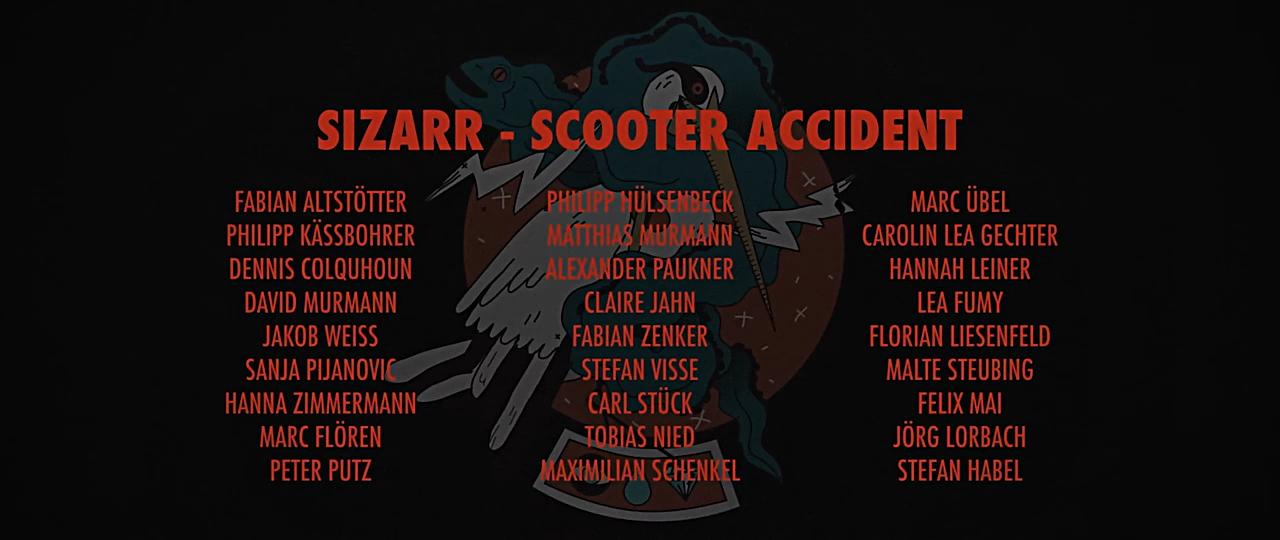 SIZARR - SCOOTER ACCIDENT
FABIAN ALTSTÖTTER
PHILIPP KÄSSBOHRER
DENNIS COLQUHOUN
DAVID MURMANN
JAKOB WEISS
SANJA PIJANOVIC
HANNA ZIMMERMANN
MARC FLÖREN
PETER PUTZ
PHILIPP HÜLSENBECK
MATTHIAS MURMANN
ALEXANDER PAUKNER
CLAIRE JAHN
FABIAN ZENKER
STEFAN VISSE
CARL STÜCK
TOBIAS NIED
MAXIMILIAN SCHENKEL
MARC ÜBEL
CAROLIN LEA GECHTER
HANNAH LEINER
LEA FUMY
FLORIAN LIESENFELD
MALTE STEUBING
FELIX MAI
JÖRG LORBACH
STEFAN HABEL